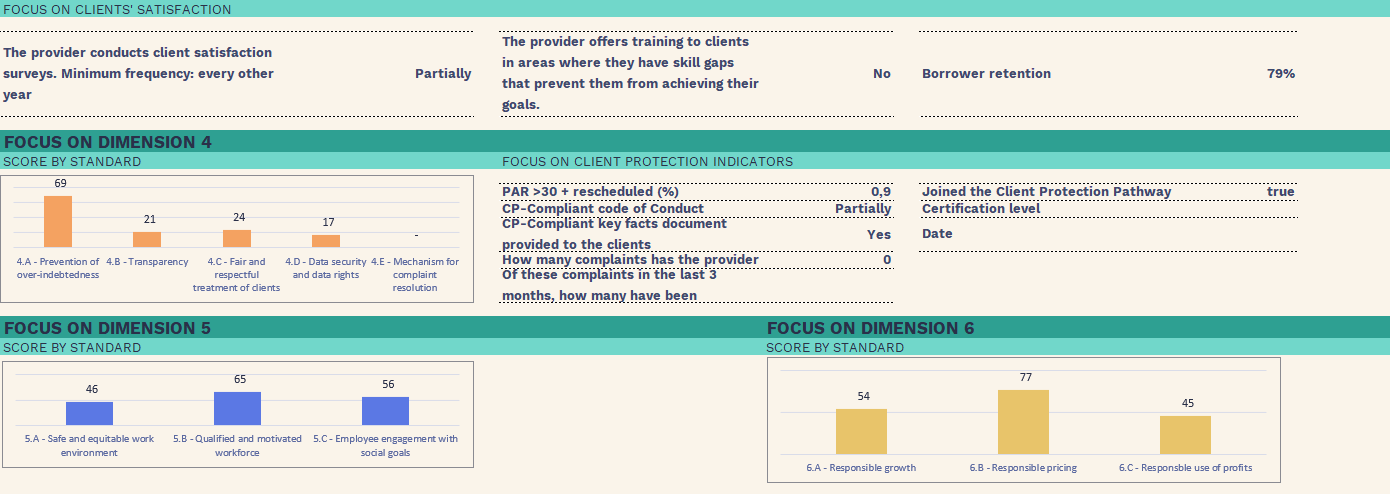 FOCUS ON CLIENTS' SATISFACTION
The provider conducts client satisfaction
surveys. Minimum frequency: every other
year
Partially
The provider offers training to clients
in areas where they have skill gaps
that prevent them from achieving their
goals.
No
Borrower retention
79%
FOCUS ON DIMENSION 4
SCORE BY STANDARD
69
21
24
17
-
4.A - Prevention of
over-indebtedness
4.B - Transparency
4.C - Fair and
respectful
treatment of clients
4.D - Data security
and data rights
4.E - Mechanism for
complaint
resolution
FOCUS ON CLIENT PROTECTION INDICATORS
PAR >30 + rescheduled (%)
0,9
CP-Compliant code of Conduct
Partially
CP-Compliant key facts document
provided to the clients
Yes
How many complaints has the provider
0
Of these complaints in the last 3
months, how many have been
Joined the Client Protection Pathway
true
Certification level
Date
FOCUS ON DIMENSION 5
SCORE BY STANDARD
46
65
56
5.A - Safe and equitable work
environment
5.B - Qualified and motivated
workforce
5.C - Employee engagement with
social goals
FOCUS ON DIMENSION 6
SCORE BY STANDARD
54
77
45
6.A - Responsible growth
6.B - Responsible pricing
6.C - Responsble use of profits